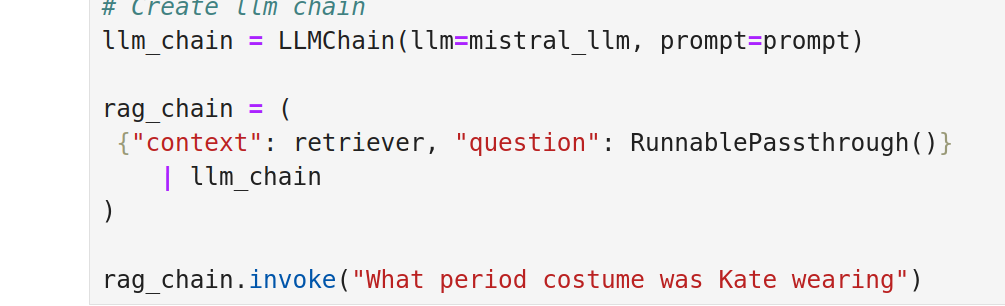 # Create llm chain
llm_chain = LLMChain(llm=mistral_llm, prompt=prompt)
rag_chain = (
 {"context": retriever, "question": RunnablePassthrough()}
    | llm_chain
)
rag_chain.invoke("What period costume was Kate wearing")